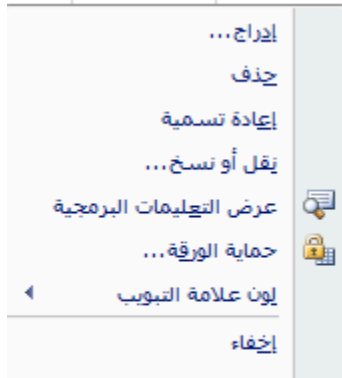 إدراج...
حذف
إعادة تسمية
نقل أو نسخ...
عرض التعليمات البرمجية
حماية الورقة...
لون علامة التبويب
إخفاء